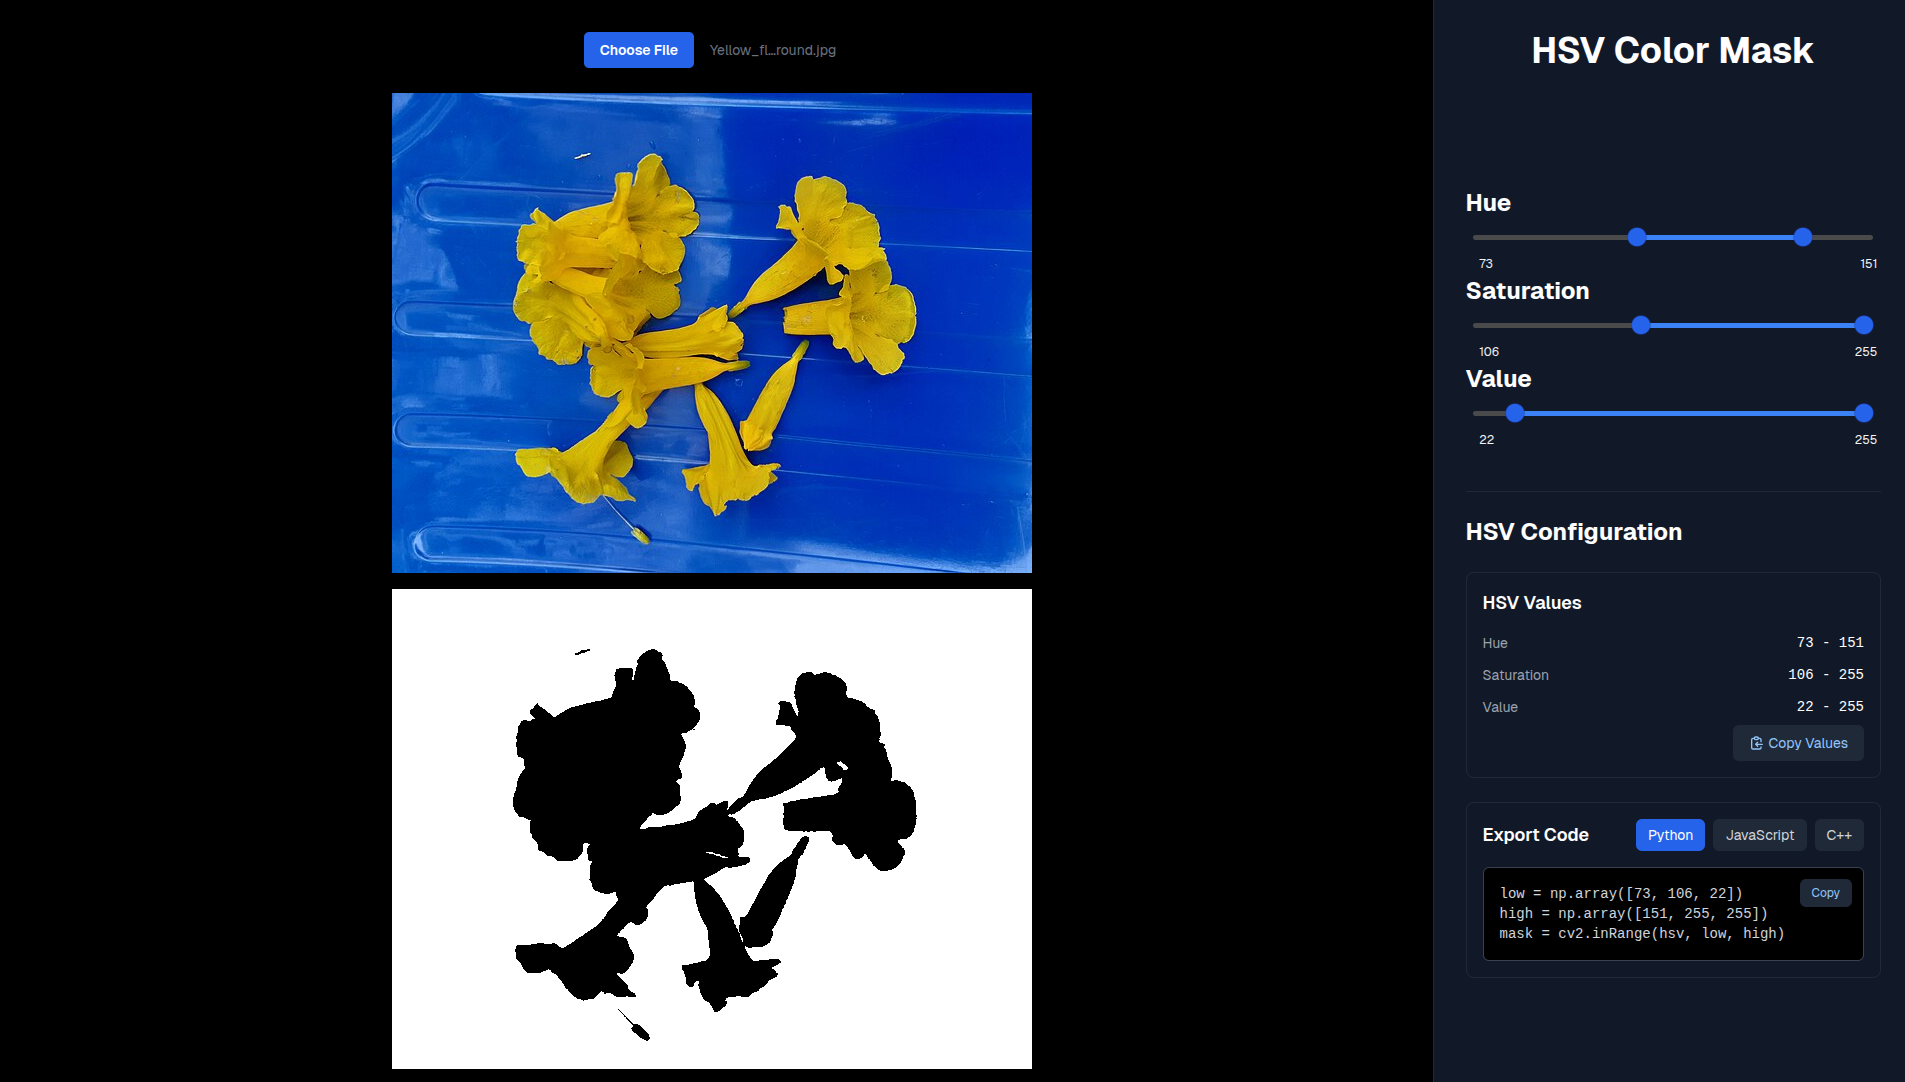 Choose File
Yellow_fl...round.jpg
HSV Color Mask
Hue
73 151
Saturation
106 255
Value
22 255
HSV Configuration
HSV Values
Hue 73 - 151
Saturation 106 - 255
Value 22 - 255
Copy Values
Export Code
Python JavaScript C++
Copy
low = np.array([73, 106, 22])
high = np.array([151, 255, 255])
mask = cv2.inRange(hsv, low, high)